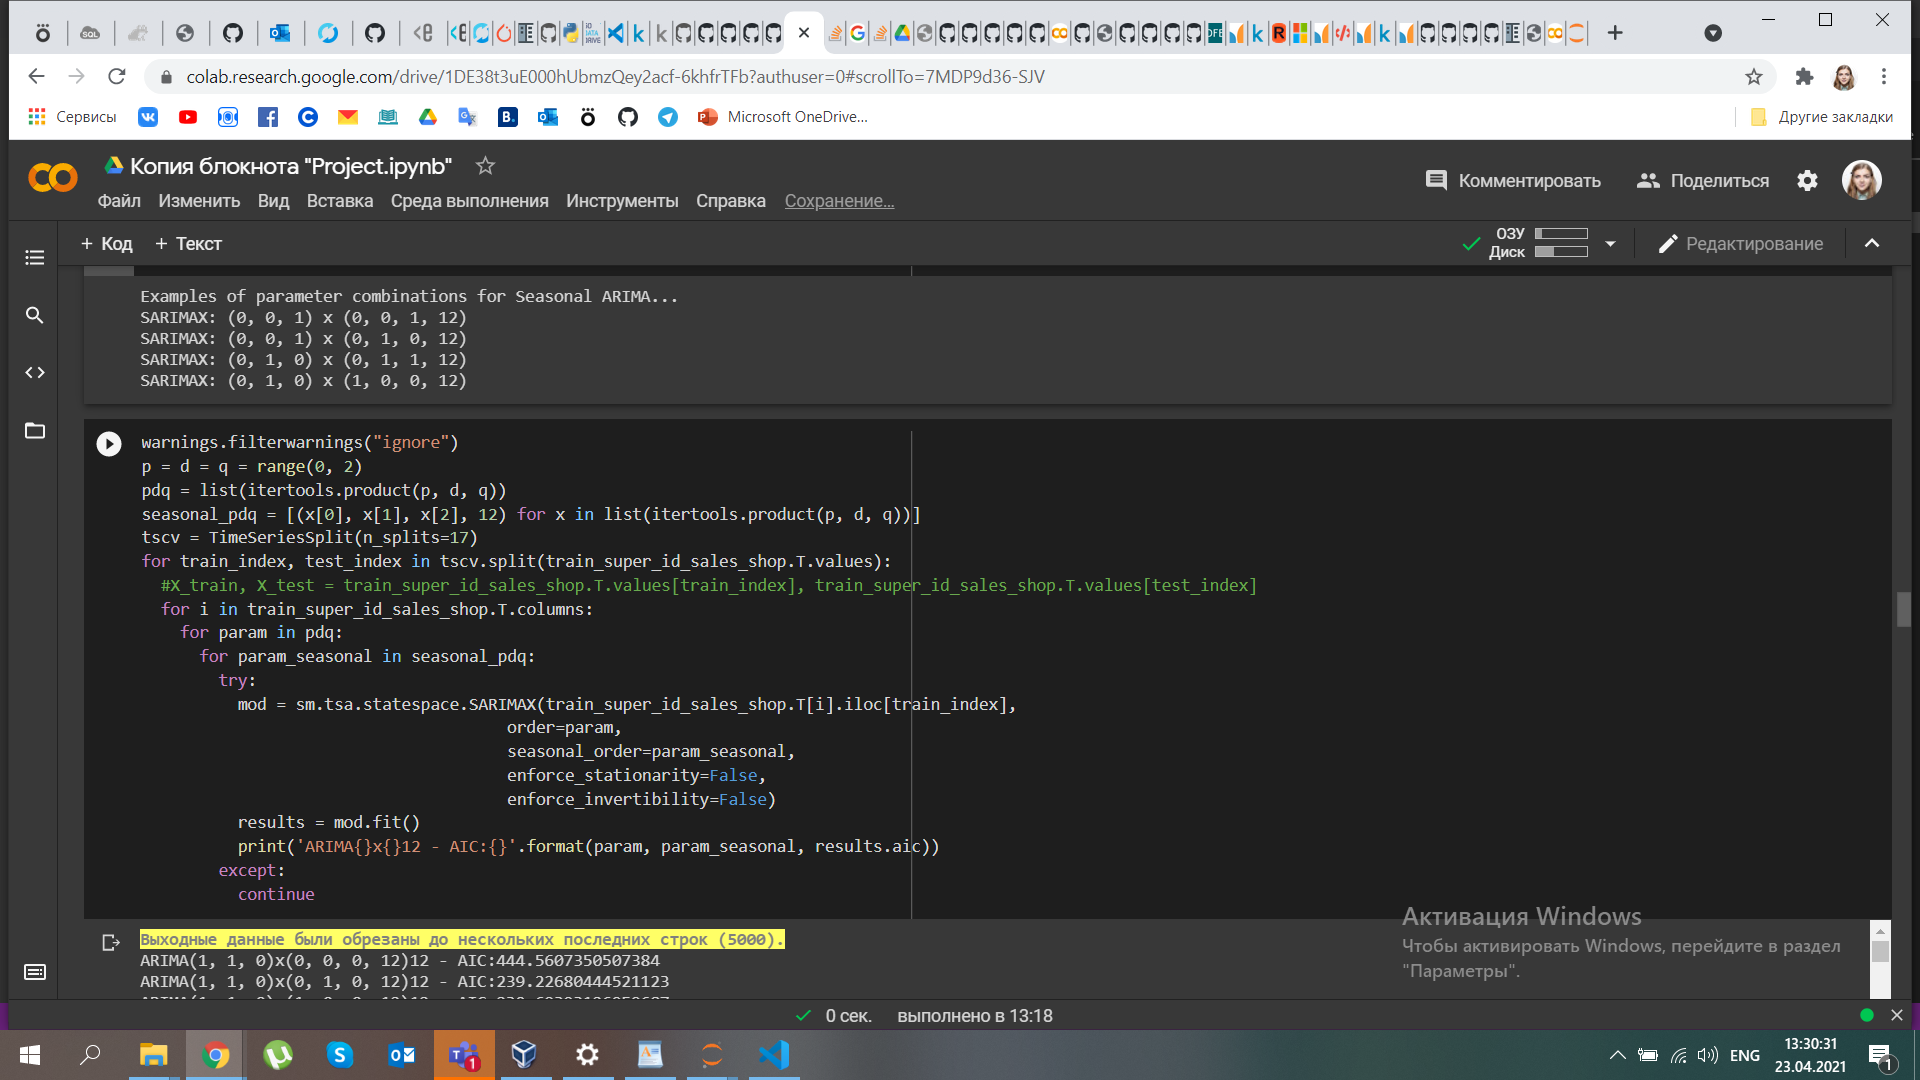 colab.research.google.com/drive/1DE38t3uE000hUbmzQey2acf-6khfrTFb?authuser=0#scrollTo=7MDP9d36-SJV
Сервисы
Microsoft OneDrive...
Другие закладки
Копия блокнота "Project.ipynb"
Комментировать
Поделиться
Файл Изменить Вид Вставка Среда выполнения Инструменты Справка Сохранение...
+ Код + Текст
ОЗУ
Диск
Редактирование
Examples of parameter combinations for Seasonal ARIMA...
SARIMAX: (0, 0, 1) x (0, 0, 1, 12)
SARIMAX: (0, 0, 1) x (0, 1, 0, 12)
SARIMAX: (0, 1, 0) x (0, 1, 1, 12)
SARIMAX: (0, 1, 0) x (1, 0, 0, 12)
warnings.filterwarnings("ignore")
p = d = q = range(0, 2)
pdq = list(itertools.product(p, d, q))
seasonal_pdq = [(x[0], x[1], x[2], 12) for x in list(itertools.product(p, d, q))]
tscv = TimeSeriesSplit(n_splits=17)
for train_index, test_index in tscv.split(train_super_id_sales_shop.T.values):
#X_train, X_test = train_super_id_sales_shop.T.values[train_index], train_super_id_sales_shop.T.values[test_index]
for i in train_super_id_sales_shop.T.columns:
for param in pdq:
for param_seasonal in seasonal_pdq:
try:
mod = sm.tsa.statespace.SARIMAX(train_super_id_sales_shop.T[i].iloc[train_index],
order=param,
seasonal_order=param_seasonal,
enforce_stationarity=False,
enforce_invertibility=False)
results = mod.fit()
print('ARIMA{}x{}12 - AIC:{}'.format(param, param_seasonal, results.aic))
except:
continue
Выходные данные были обрезаны до нескольких последних строк (5000).
ARIMA(1, 1, 0)x(0, 0, 0, 12)12 - AIC:444.5607350507384
ARIMA(1, 1, 0)x(0, 1, 0, 12)12 - AIC:239.22680444521123
Активация Windows
Чтобы активировать Windows, перейдите в раздел
"Параметры".
0 сек. выполнено в 13:18
ENG
13:30:31
23.04.2021
1
1